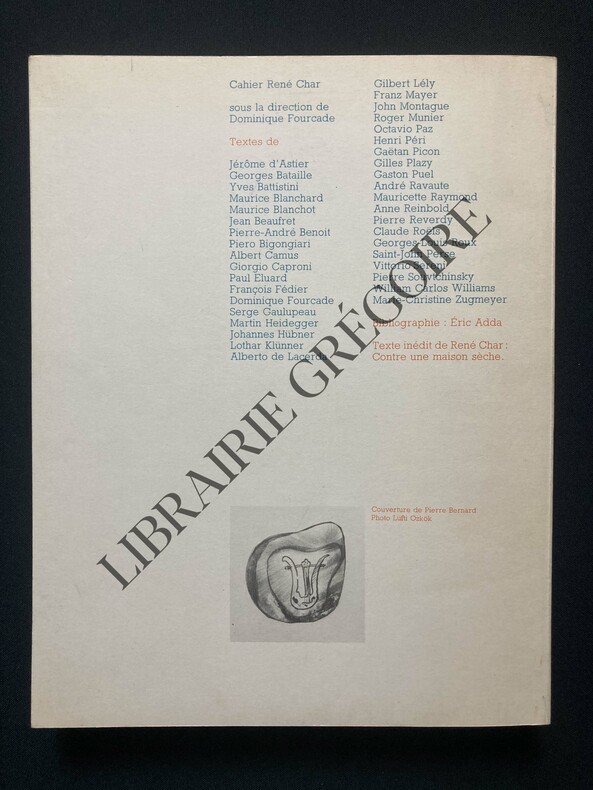 Cahier René Char
sous la direction de
Dominique Fourcade
Textes de
Jérôme d'Astier
Georges Bataille
Yves Battistini
Maurice Blanchard
Maurice Blanchot
Jean Beaufret
Pierre-André Benoit
Piero Bigongiari
Albert Camus
Giorgio Caproni
Paul Eluard
François Fédier
Dominique Fourcade
Serge Gaulupeau
Martin Heidegger
Johannes Hübner
Lothar Klünner
Alberto de Lacerda
Gilbert Lély
Franz Mayer
John Montague
Roger Munier
Octavio Paz
Henri Péri
Gaëtan Picon
Gilles Plazy
Gaston Puel
André Ravaute
Mauricette Raymond
Anne Reinbold
Pierre Reverdy
Claude Roëls
Georges-Louis Roux
Saint-John Perse
Vittorio Sereni
Pierre Souvtchinsky
William Carlos Williams
Marie-Christine Zugmeyer
Bibliographie : Éric Adda
Texte inédit de René Char :
Contre une maison sèche.
Couverture de Pierre Bernard
Photo Lüfti Özkök
LIBRAIRIE GRÉGOIRE